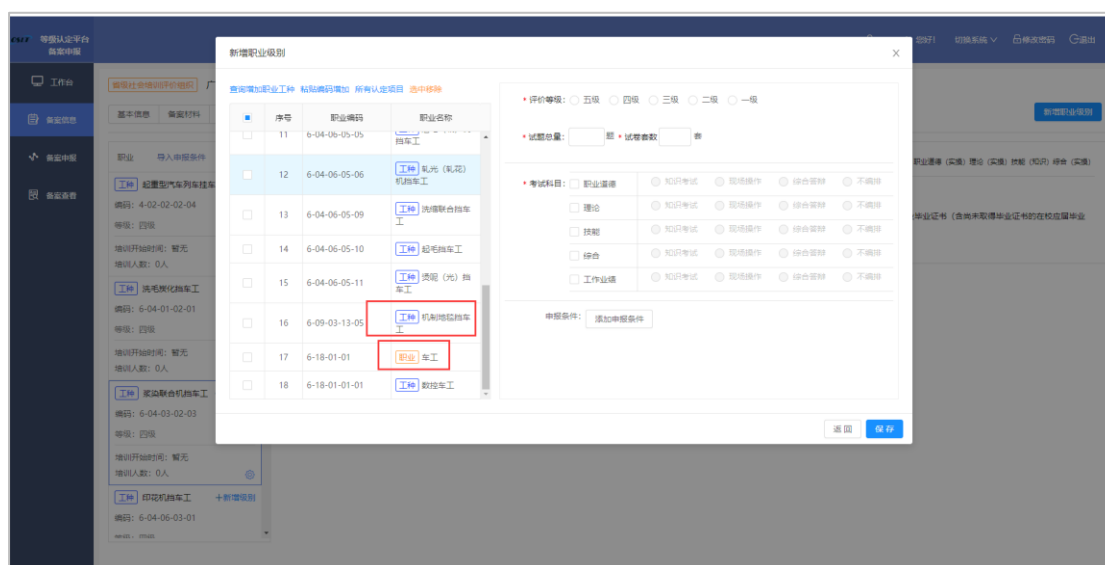 等级认定平台
备案申报
您好!
切换系统
修改密码
退出
工作台
备案信息
备案申报
备案查看
省级社会培训评价组织
广
基本信息 备案材料
新增职业级别
职业 导入申报条件
工种 起重型汽车列车挂车
编码: 4-02-02-02-04
等级: 四级
培训开始时间: 暂无
培训人数: 0人
工种 洗毛炭化挡车工
编码: 6-04-01-02-01
等级: 四级
培训开始时间: 暂无
培训人数: 0人
工种 浆染联合机挡车工
编码: 6-04-03-02-03
等级: 四级
培训开始时间: 暂无
培训人数: 0人
工种 印花机挡车工 +新增级别
编码: 6-04-06-03-01
职业道德 (实操) 理论 (实操) 技能 (知识) 综合 (实操)
毕业证书 (含尚未取得毕业证书的在校应届毕业
新增职业级别
×
查询增加职业工种 粘贴编码增加 所有认定项目 选中移除
序号 职业编码 职业名称
11 6-04-06-05-05
挡车工
12 6-04-06-05-06 工种 轧光 (轧花)
机挡车工
13 6-04-06-05-09 工种 洗缩联合挡车
工
14 6-04-06-05-10 工种 起毛挡车工
15 6-04-06-05-11 工种 烫呢 (光) 挡
车工
16 6-09-03-13-05 工种 机制地毯挡车
工
17 6-18-01-01 职业 车工
18 6-18-01-01-01 工种 数控车工
* 评价等级: 五级 四级 三级 二级 一级
* 试题总量: 题 * 试卷套数 套
* 考试科目: 职业道德 知识考试 现场操作 综合答辩 不编排
理论 知识考试 现场操作 综合答辩 不编排
技能 知识考试 现场操作 综合答辩 不编排
综合 知识考试 现场操作 综合答辩 不编排
工作业绩 知识考试 现场操作 综合答辩 不编排
申报条件: 添加申报条件
返回 保存